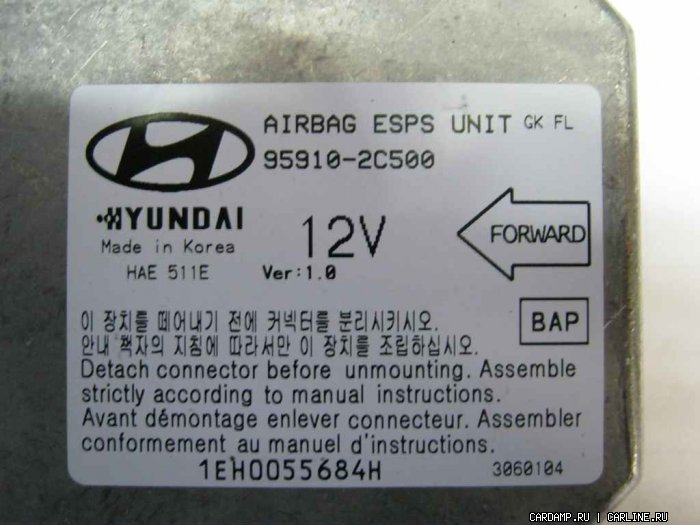 AIRBAG ESPS UNIT GK FL
95910-2C500
HYUNDAI
Made in Korea
HAE 511E
12V
Ver:1.0
FORWARD
이 장치를 떼어내기 전에 커넥터를 분리시키시오.
BAP
안내 책자의 지침에 따라서만 이 장치를 조립하십시오.
Detach connector before unmounting. Assemble
strictly according to manual instructions.
Avant démontage enlever connecteur. Assembler
conformement au manuel d'instructions.
1EH0055684H
3060104
CARDAMP.RU | CARLINE.RU